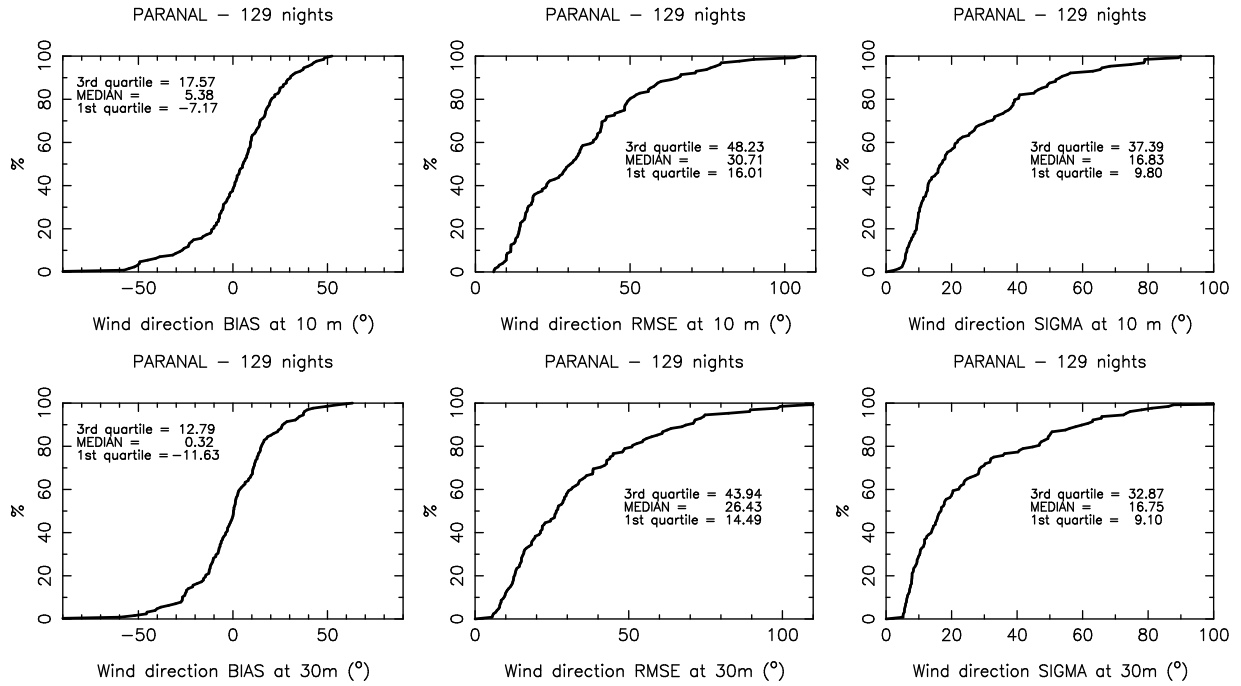 PARANAL – 129 nights
%
100
80
60
40
20
0
3rd quartile = 17.57
MEDIAN = 5.38
1st quartile = −7.17
−50 0 50
Wind direction BIAS at 10 m (°)
PARANAL – 129 nights
%
100
80
60
40
20
0
3rd quartile = 48.23
MEDIAN = 30.71
1st quartile = 16.01
0 50 100
Wind direction RMSE at 10 m (°)
PARANAL – 129 nights
%
100
80
60
40
20
0
3rd quartile = 37.39
MEDIAN = 16.83
1st quartile = 9.80
0 20 40 60 80 100
Wind direction SIGMA at 10 m (°)
PARANAL – 129 nights
%
100
80
60
40
20
0
3rd quartile = 12.79
MEDIAN = 0.32
1st quartile =−11.63
−50 0 50
Wind direction BIAS at 30m (°)
PARANAL – 129 nights
%
100
80
60
40
20
0
3rd quartile = 43.94
MEDIAN = 26.43
1st quartile = 14.49
0 50 100
Wind direction RMSE at 30m (°)
PARANAL – 129 nights
%
100
80
60
40
20
0
3rd quartile = 32.87
MEDIAN = 16.75
1st quartile = 9.10
0 20 40 60 80 100
Wind direction SIGMA at 30m (°)